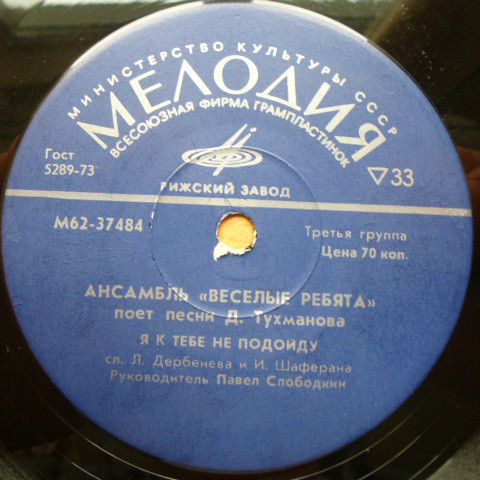 МИНИСТЕРСТВО КУЛЬТУРЫ СССР
МЕЛОДИЯ
ВСЕСОЮЗНАЯ ФИРМА ГРАМПЛАСТИНОК
Гост
5289-73
РИЖСКИЙ ЗАВОД
▽33
М62-37484
Третья группа
Цена 70 коп.
АНСАМБЛЬ «ВЕСЕЛЫЕ РЕБЯТА»
поет песни Д. Тухманова
Я К ТЕБЕ НЕ ПОДОЙДУ
сл. Л. Дербенева и И. Шаферана
Руководитель Павел Слободкин